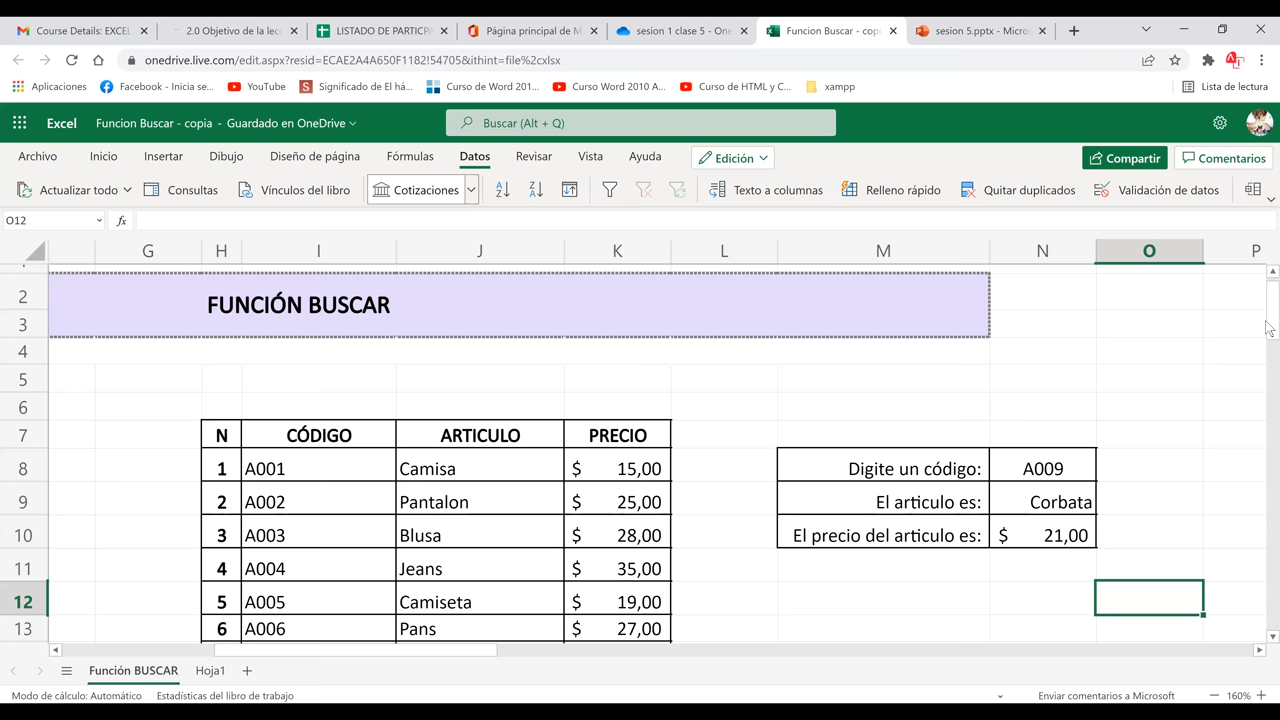 Course Details: EXCEL
2.0 Objetivo de la lecc
LISTADO DE PARTICPA
Página principal de M
sesion 1 clase 5 - One
Funcion Buscar - copi
sesion 5.pptx - Micros
onedrive.live.com/edit.aspx?resid=ECAE2A4A650F1182!54705&ithint=file%2cxlsx
Aplicaciones
Facebook - Inicia se...
YouTube
Significado de El há...
Curso de Word 201...
Curso Word 2010 A...
Curso de HTML y C...
xampp
Lista de lectura
Excel
Funcion Buscar - copia - Guardado en OneDrive
Buscar (Alt + Q)
Archivo Inicio Insertar Dibujo Diseño de página Fórmulas Datos Revisar Vista Ayuda
Edición
Compartir
Comentarios
Actualizar todo
Consultas
Vínculos del libro
Cotizaciones
Texto a columnas
Relleno rápido
Quitar duplicados
Validación de datos
O12
fx
G H I J K L M N O P
2
FUNCIÓN BUSCAR
3
4
5
6
7 N CÓDIGO ARTICULO PRECIO
8 1 A001 Camisa $ 15,00 Digite un código: A009
9 2 A002 Pantalon $ 25,00 El articulo es: Corbata
10 3 A003 Blusa $ 28,00 El precio del articulo es: $ 21,00
11 4 A004 Jeans $ 35,00
12 5 A005 Camiseta $ 19,00
13 6 A006 Pans $ 27,00
Función BUSCAR
Hoja1
Modo de cálculo: Automático
Estadísticas del libro de trabajo
Enviar comentarios a Microsoft
160%